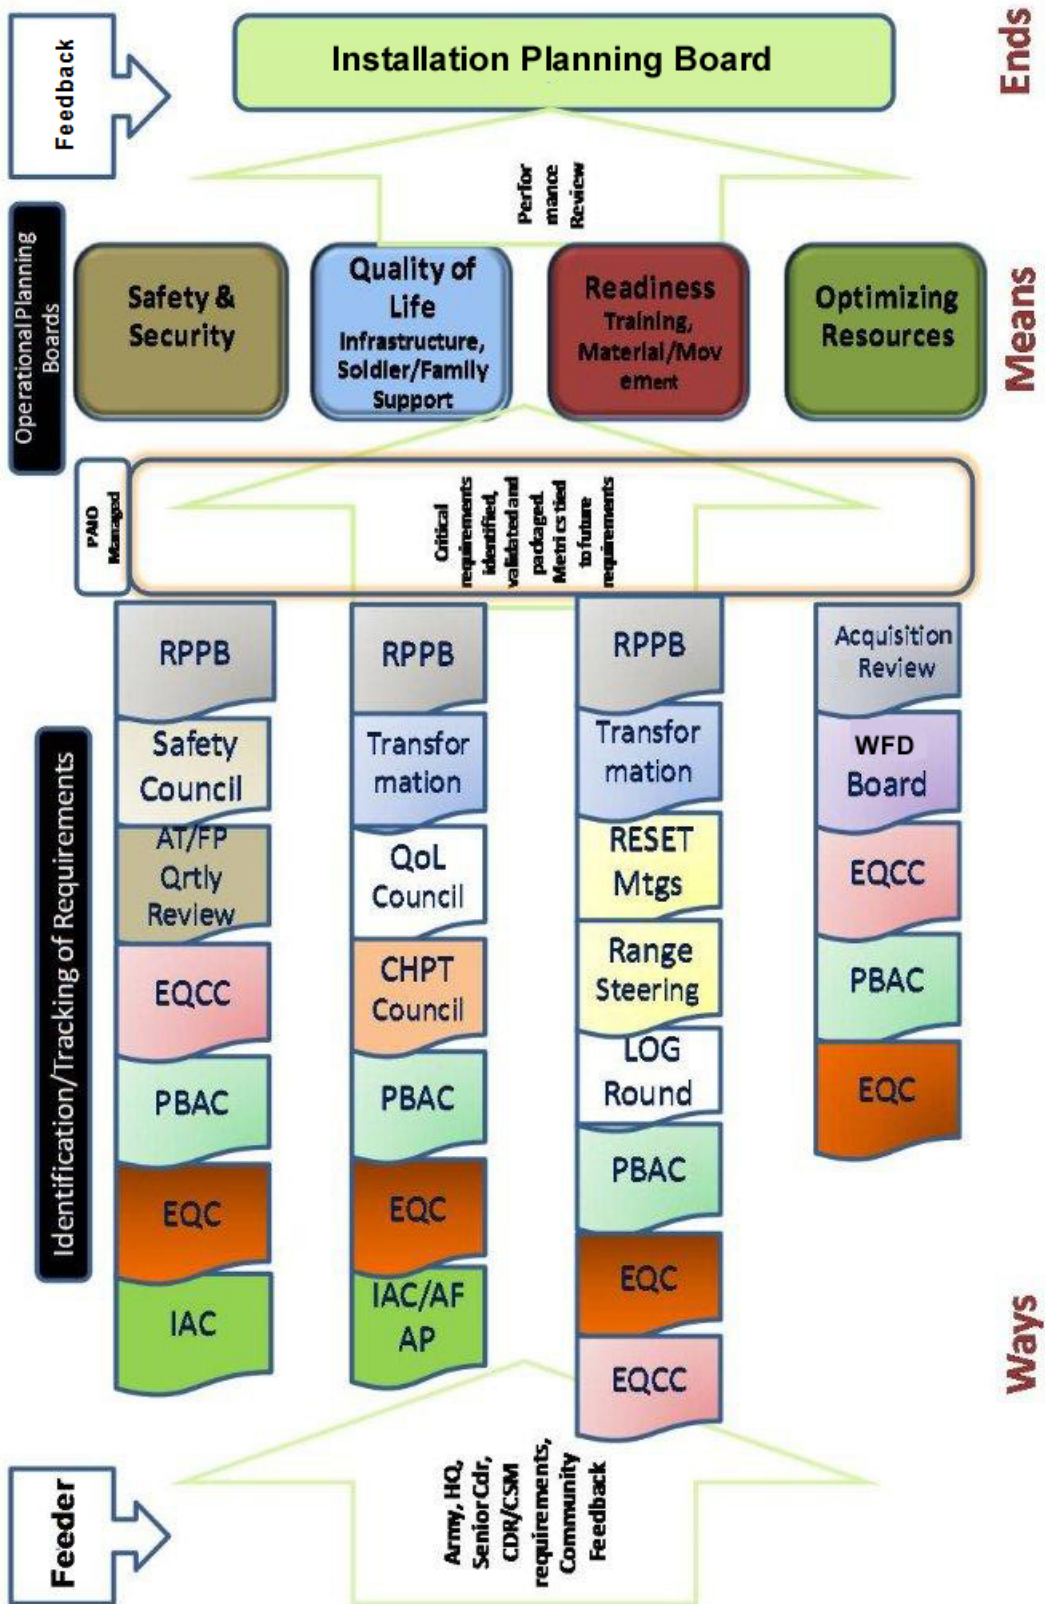 Feedback
Installation Planning Board
Ends
Perfor
mance
Review
Operational Planning
Boards
Safety &
Security
Quality of
Life
Infrastructure,
Soldier/Family
Support
Readiness
Training,
Material/Mov
ement
Optimizing
Resources
Means
PAIO
Managed
Critical
requirements
identified,
validated and
packaged.
Metrics tied
to future
requirements
Identification/Tracking of Requirements
RPPB
Safety
Council
AT/FP
Qrtly
Review
EQCC
PBAC
EQC
IAC
RPPB
Transfor
mation
QoL
Council
CHPT
Council
PBAC
EQC
IAC/AF
AP
RPPB
Transfor
mation
RESET
Mtgs
Range
Steering
LOG
Round
PBAC
EQC
EQCC
Acquisition
Review
WFD
Board
EQCC
PBAC
EQC
Ways
Feeder
Army, HQ,
Senior Cdr,
CDR/CSM
requirements,
Community
Feedback